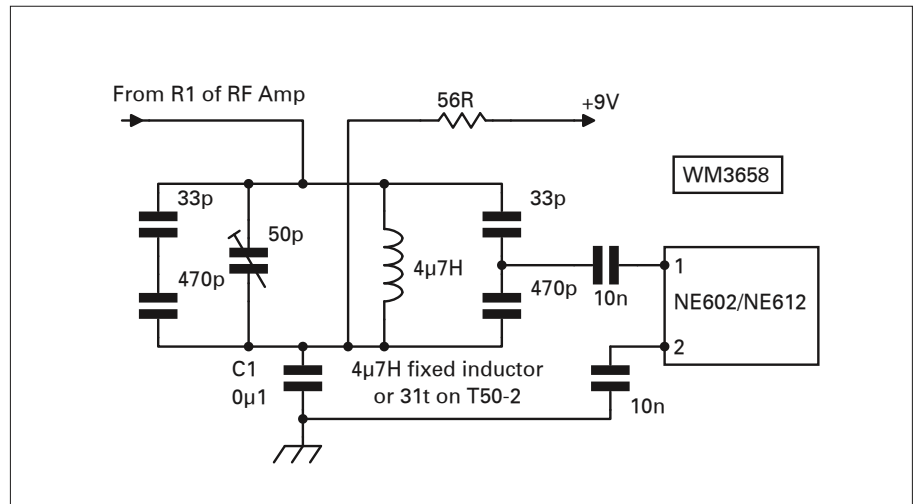 From R1 of RF Amp
56R
+9V
WM3658
33p
50p
470p
4µ7H
33p
470p
10n
1
NE602/NE612
2
C1
0µ1
4µ7H fixed inductor
or 31t on T50-2
10n